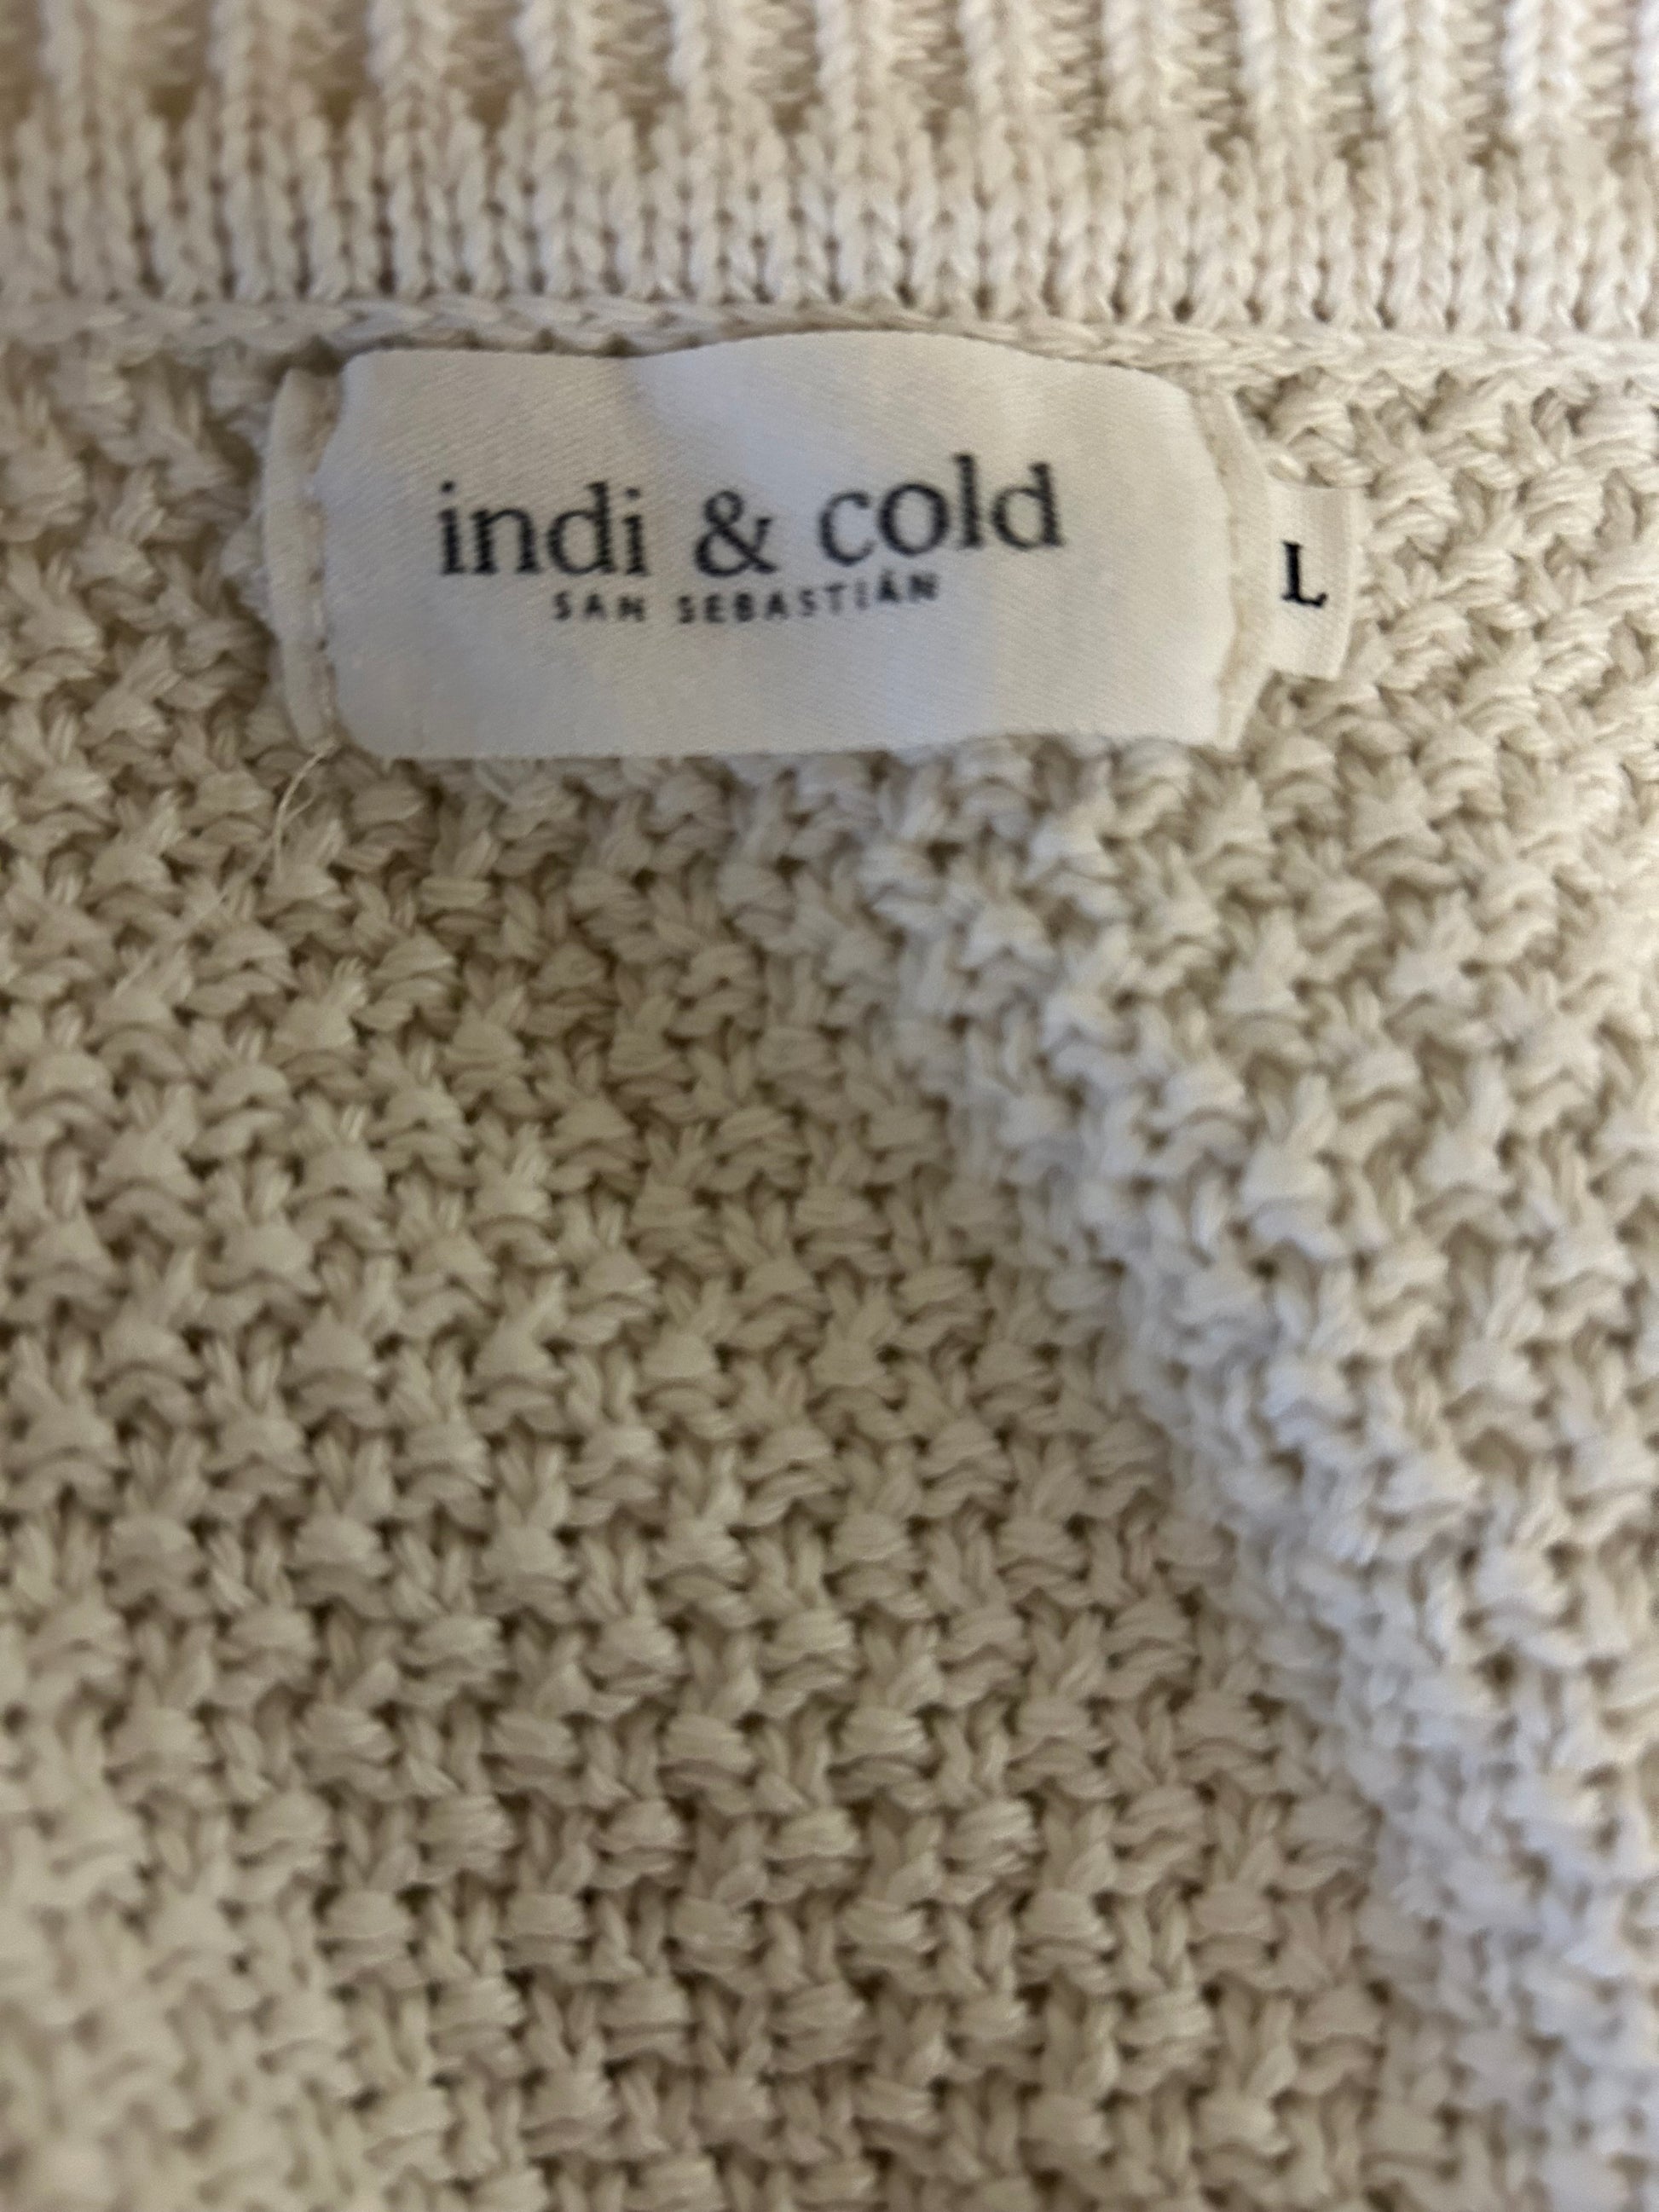 indi & cold
SAN SEBASTIÁN
L